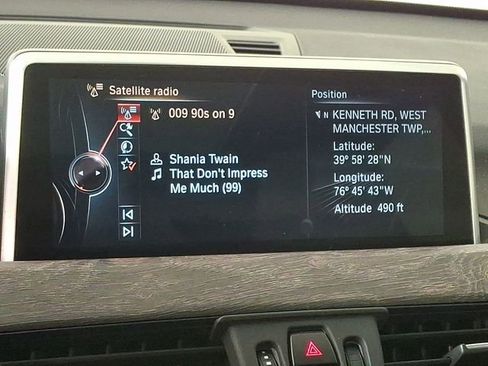 Satellite radio
009 90s on 9
Shania Twain
That Don't Impress
Me Much (99)
Position
N KENNETH RD, WEST
MANCHESTER TWP,...
Latitude:
39° 58' 28"N
Longitude:
76° 45' 43"W
Altitude 490 ft